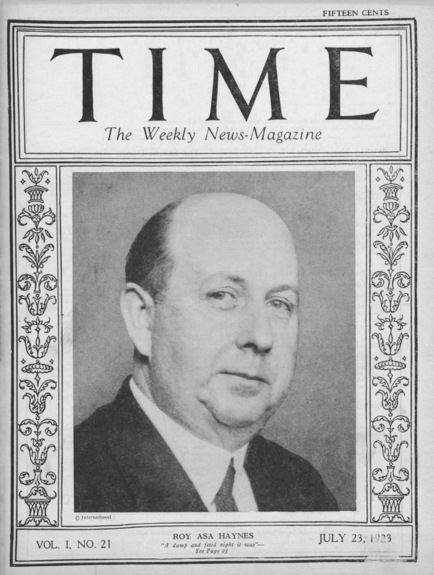 FIFTEEN CENTS
TIME
The Weekly News-Magazine
© International
VOL. I, NO. 21
ROY ASA HAYNES
"A damp and fetid night it was"—
See Page 23
JULY 23, 1923